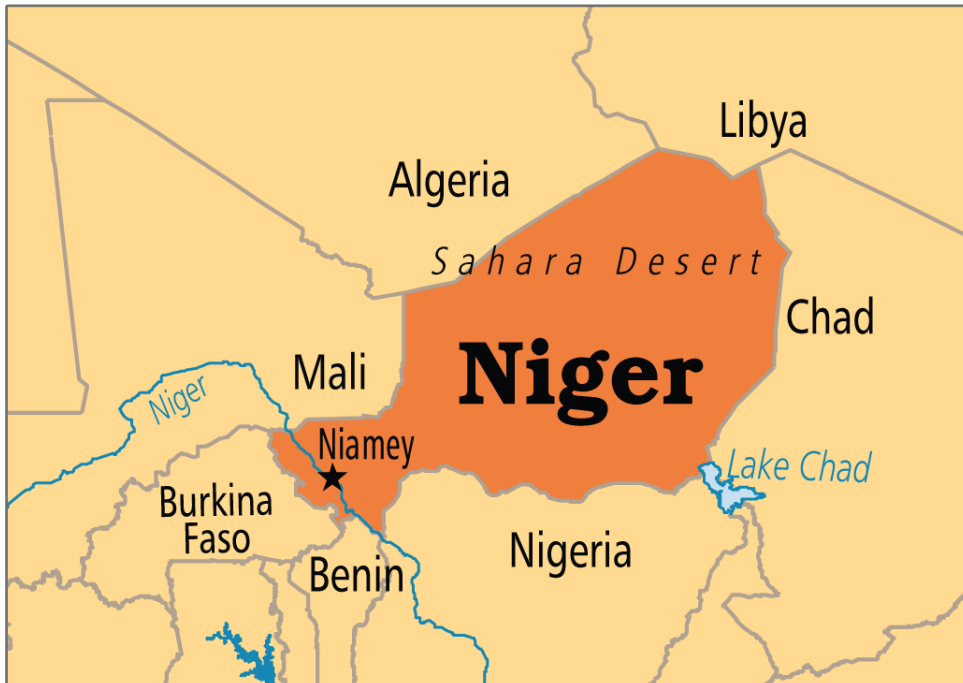 Libya
Algeria
Sahara Desert
Chad
Niger
Mali
Niger
Niamey
Lake Chad
Burkina
Faso
Nigeria
Benin